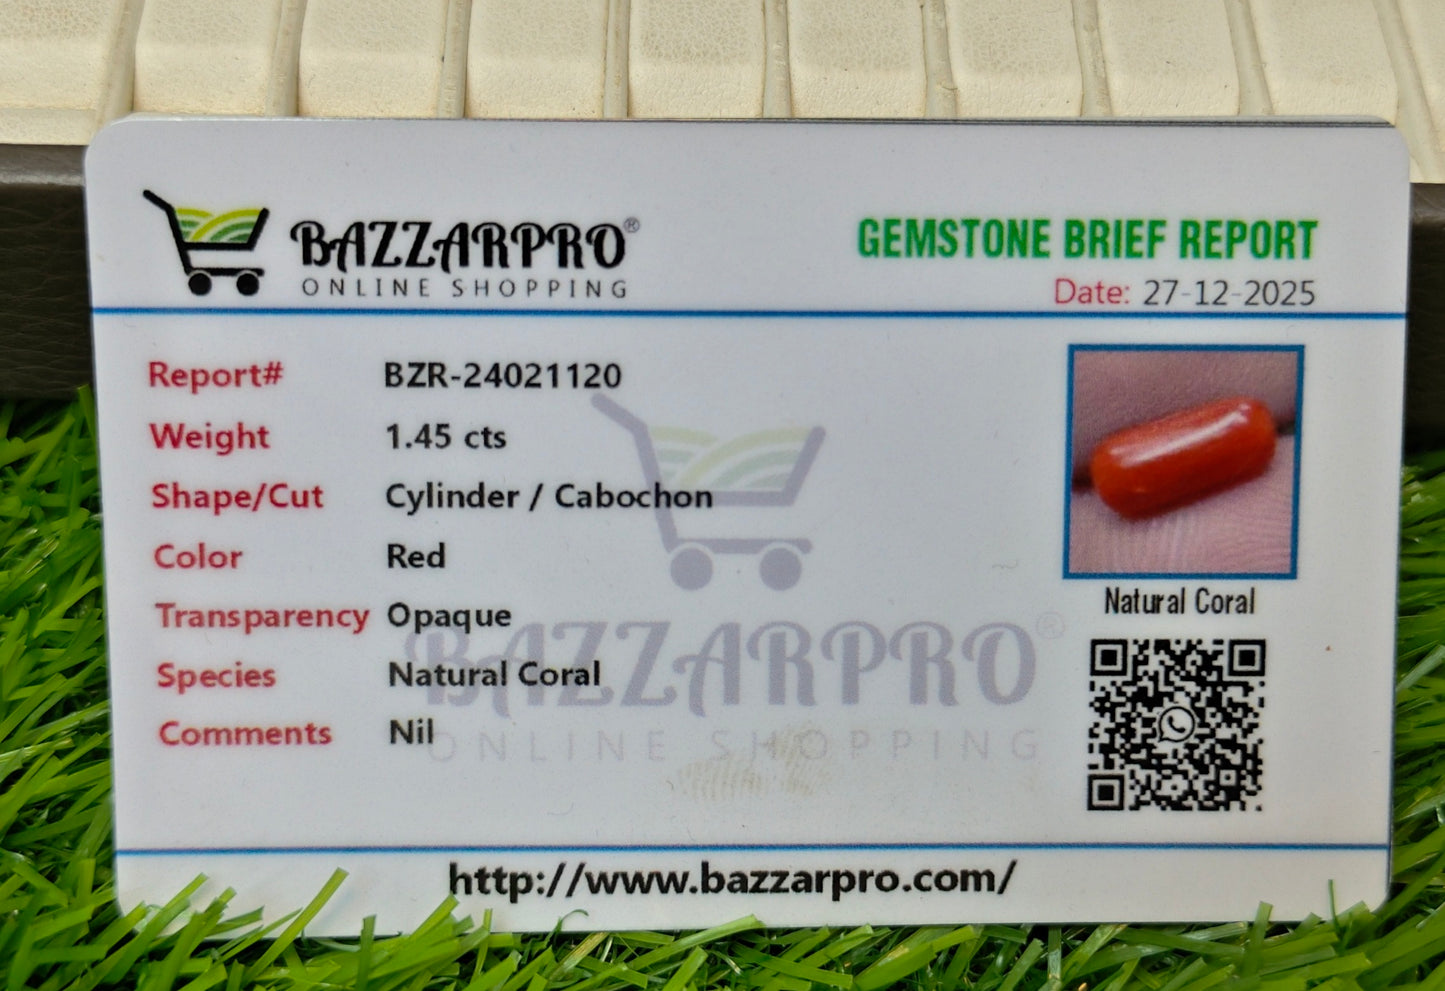 BAZZARPRO®
ONLINE SHOPPING
GEMSTONE BRIEF REPORT
Date: 27-12-2025
Report# BZR-24021120
Weight 1.45 cts
Shape/Cut Cylinder / Cabochon
Color Red
Transparency Opaque
Species Natural Coral
Comments Nil
Natural Coral
BAZZARPRO®
ONLINE SHOPPING
http://www.bazzarpro.com/